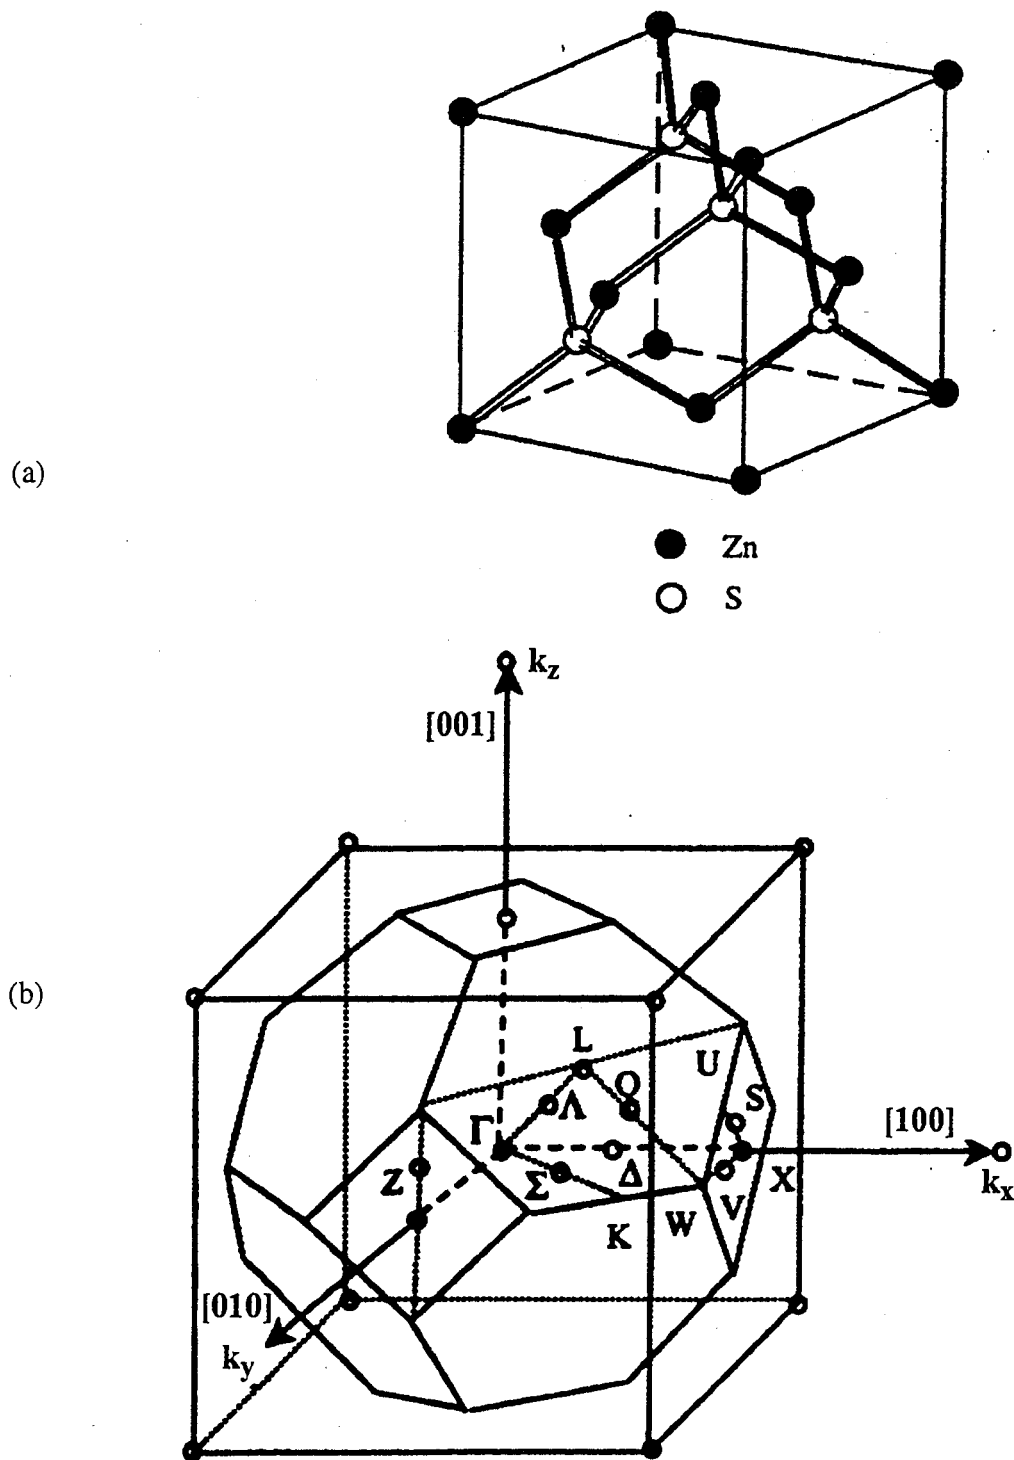 (a)
Zn
S
k_z
[001]
(b)
L
U
Q
S
Λ
[100]
Γ
Z
Δ
Σ
X
V
k_x
K
W
[010]
k_y